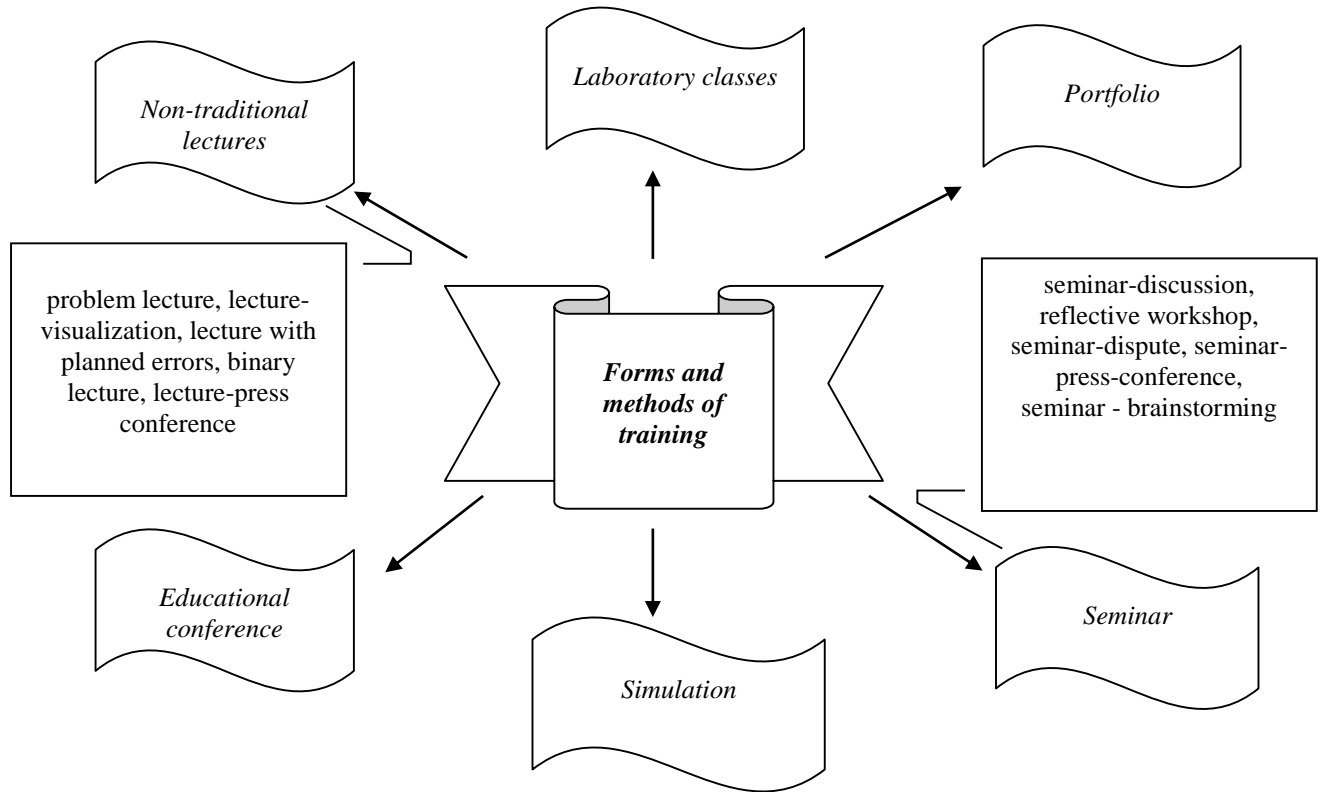 Non-traditional
lectures
Laboratory classes
Portfolio
problem lecture, lecture-
visualization, lecture with
planned errors, binary
lecture, lecture-press
conference
Forms and
methods of
training
seminar-discussion,
reflective workshop,
seminar-dispute, seminar-
press-conference,
seminar - brainstorming
Educational
conference
Simulation
Seminar